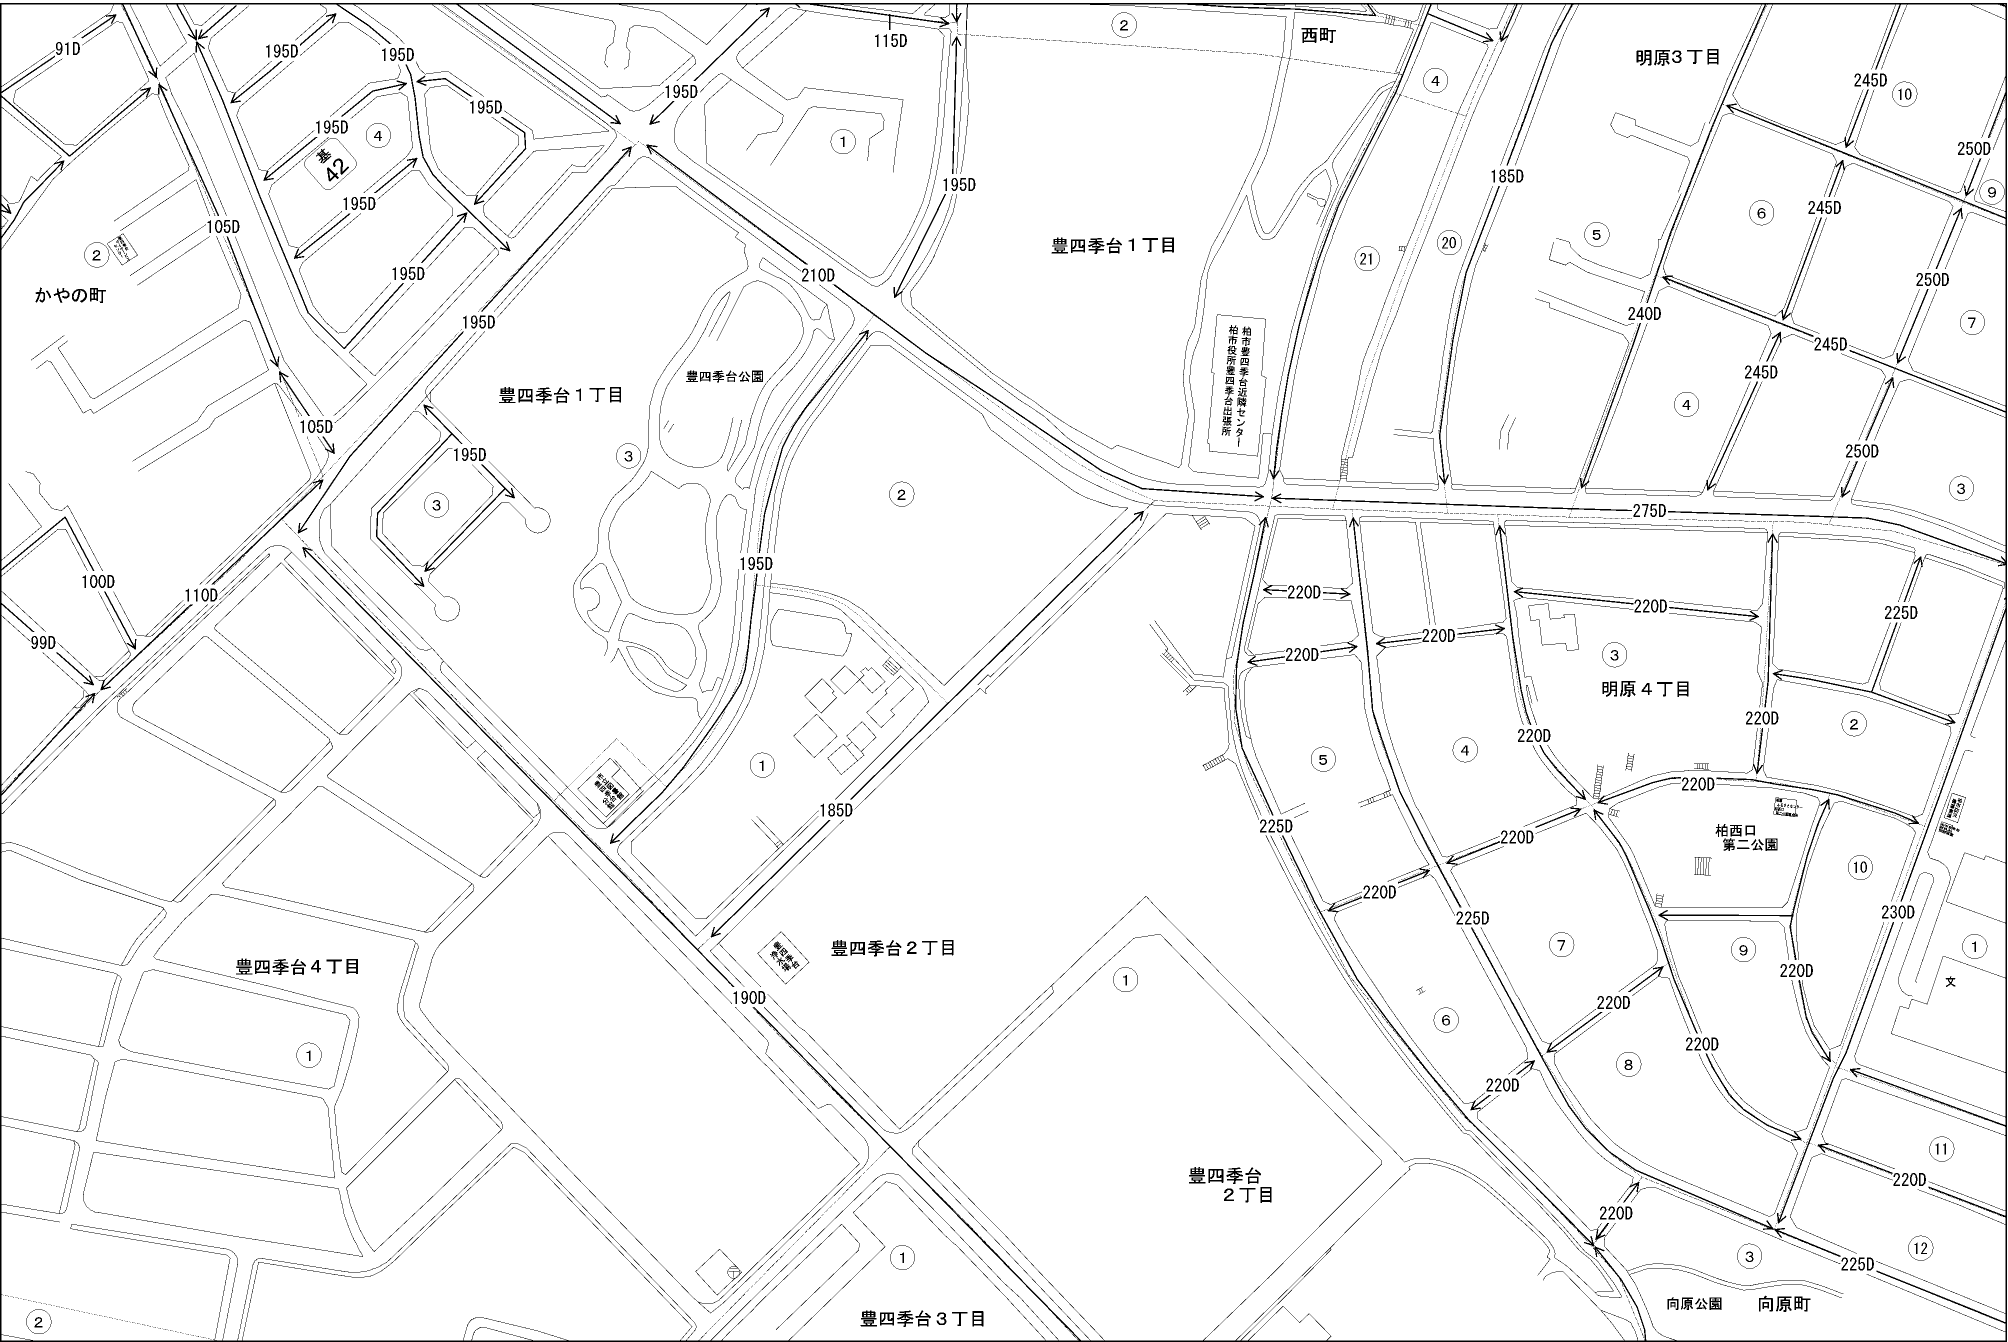 91D
195D
195D
115D
②
西町
明原3丁目
245D
⑩
④
195D
195D
①
195D
④
基
42
195D
195D
185D
245D
250D
⑨
⑥
②
105D
195D
210D
195D
豊四季台1丁目
㉑
⑳
⑤
250D
かやの町
195D
240D
⑦
245D
豊四季台公園
豊四季台1丁目
柏市豊四季台近隣センター
柏市役所豊四季台出張所
245D
④
105D
195D
③
250D
③
②
③
275D
195D
100D
110D
99D
220D
220D
225D
220D
220D
③
明原4丁目
220D
②
220D
④
⑤
①
185D
225D
220D
220D
柏西口
第二公園
⑩
220D
225D
230D
豊四季台2丁目
豊四季台
浄水場
豊四季台4丁目
⑦
⑨
①
文
220D
①
190D
220D
⑥
①
220D
⑧
220D
⑪
豊四季台
2丁目
220D
220D
①
③
225D
⑫
②
豊四季台3丁目
向原公園
向原町